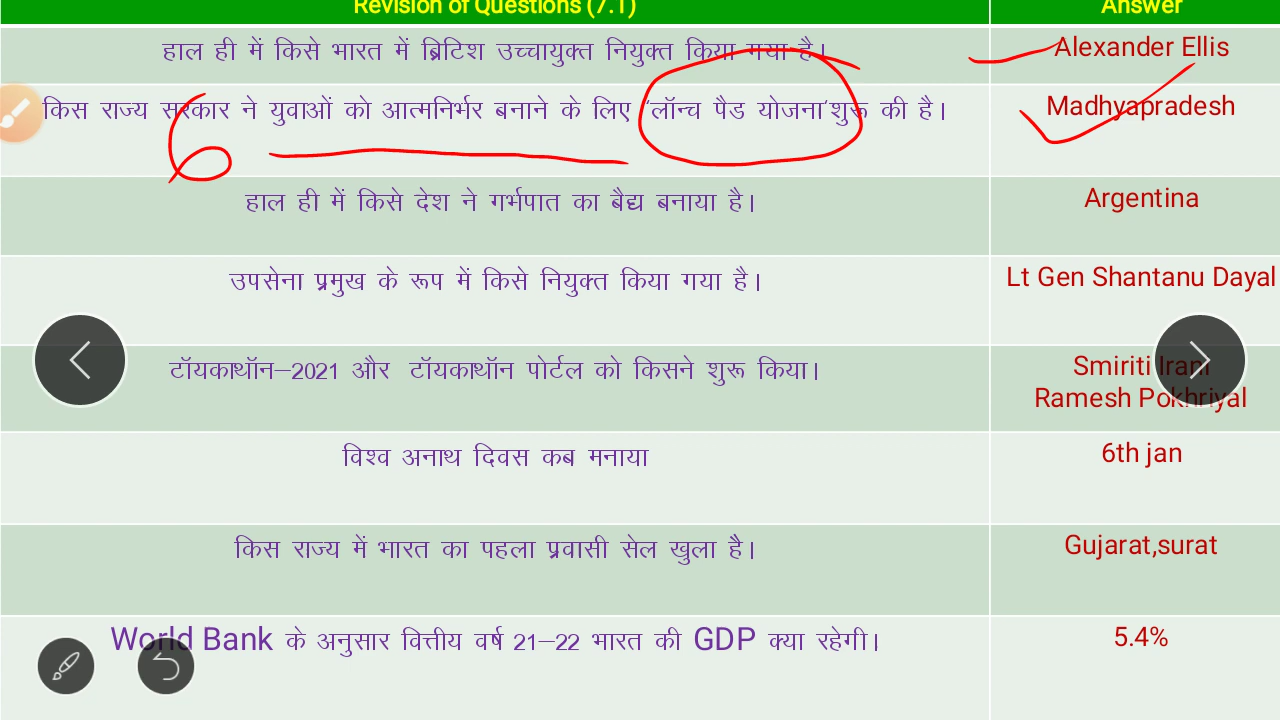 Revision of Questions (7.1) Answer
हाल ही में किसे भारत में ब्रिटिश उच्चायुक्त नियुक्त किया गया है। Alexander Ellis
किस राज्य सरकार ने युवाओं को आत्मनिर्भर बनाने के लिए 'लॉन्च पैड योजना'शुरू की है। Madhyapradesh
6
हाल ही में किसे देश ने गर्भपात का बैद्य बनाया है। Argentina
उपसेना प्रमुख के रूप में किसे नियुक्त किया गया है। Lt Gen Shantanu Dayal
टॉयकाथॉन–2021 और टॉयकाथॉन पोर्टल को किसने शुरू किया। Smiriti Irani
Ramesh Pokhriyal
विश्व अनाथ दिवस कब मनाया 6th jan
किस राज्य में भारत का पहला प्रवासी सेल खुला है। Gujarat,surat
World Bank के अनुसार वित्तीय वर्ष 21–22 भारत की GDP क्या रहेगी। 5.4%